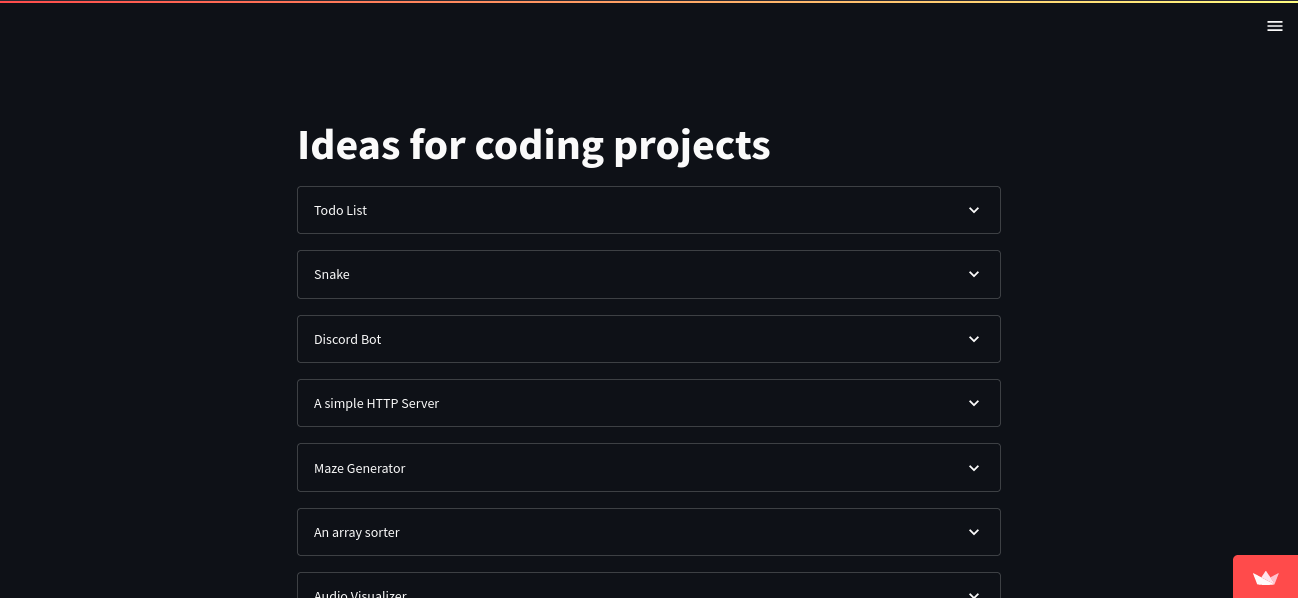 Ideas for coding projects
Todo List
Snake
Discord Bot
A simple HTTP Server
Maze Generator
An array sorter
Audio Visualizer